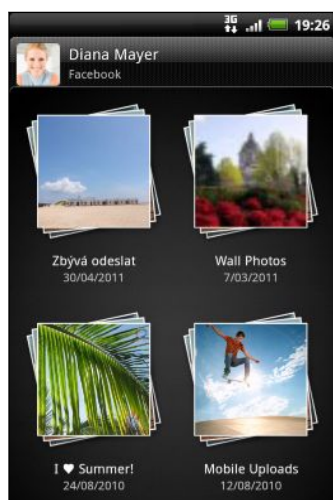 3G 19:26
Diana Mayer
Facebook
Zbývá odeslat
30/04/2011
Wall Photos
7/03/2011
I ♥ Summer!
24/08/2010
Mobile Uploads
12/08/2010